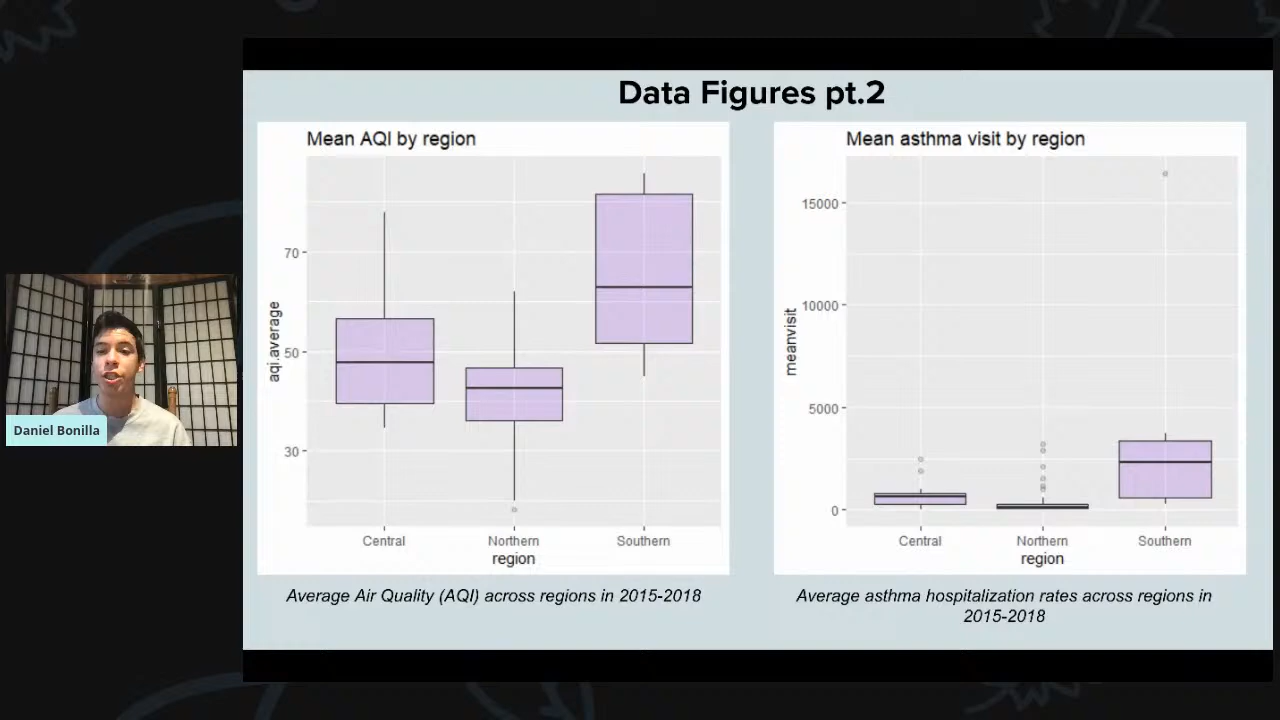 Data Figures pt.2
Mean AQI by region
70
50
30
aqi.average
Central
Northern
Southern
region
Average Air Quality (AQI) across regions in 2015-2018
Mean asthma visit by region
15000
10000
5000
0
meanvisit
Central
Northern
Southern
region
Average asthma hospitalization rates across regions in
2015-2018
Daniel Bonilla